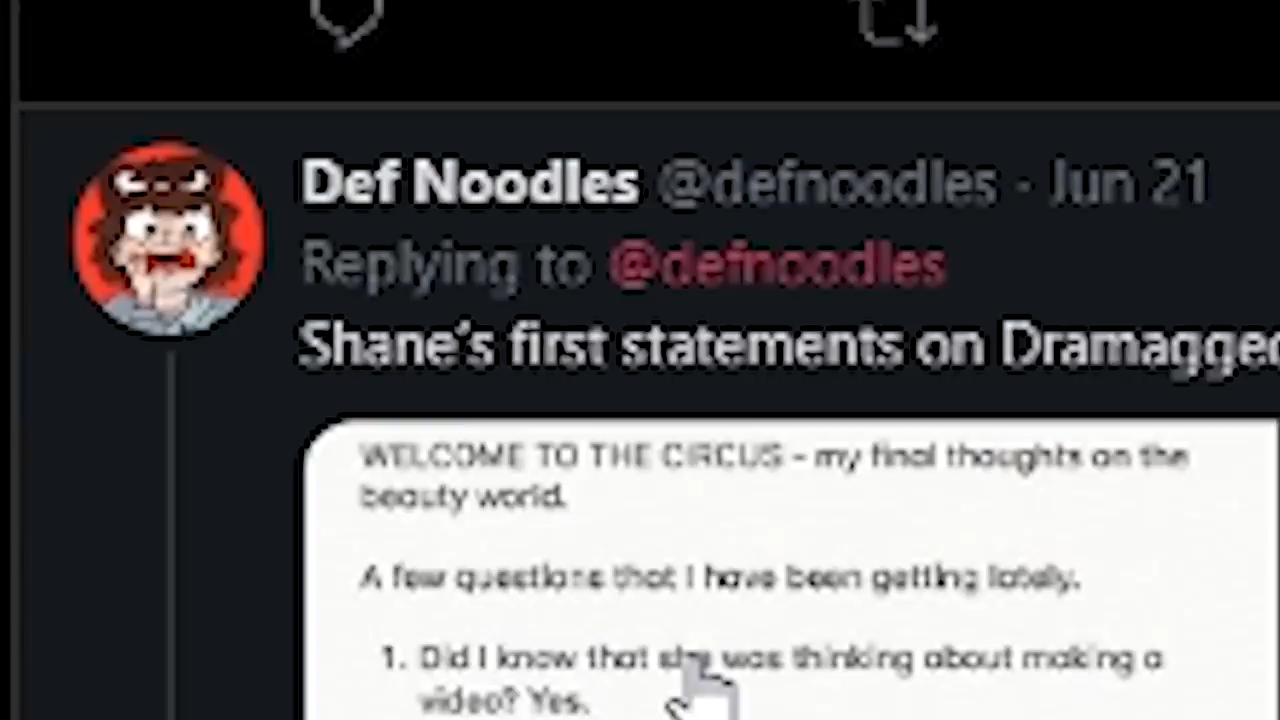 Def Noodles @defnoodles · Jun 21
Replying to @defnoodles
Shane’s first statements on
WELCOME TO THE CIRCUS - my final thoughts on the
beauty world.
A few questions that I have been getting lately.
1. Did I know that she was thinking about making a
video? Yes.